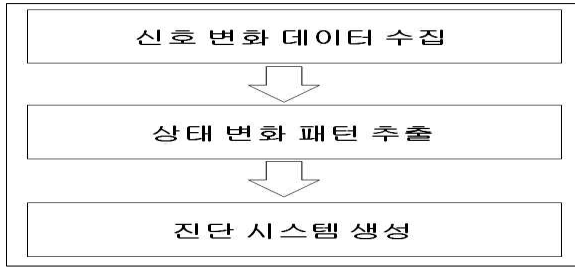 신호 변화 데이터 수집
상태 변화 패턴 추출
진단 시스템 생성